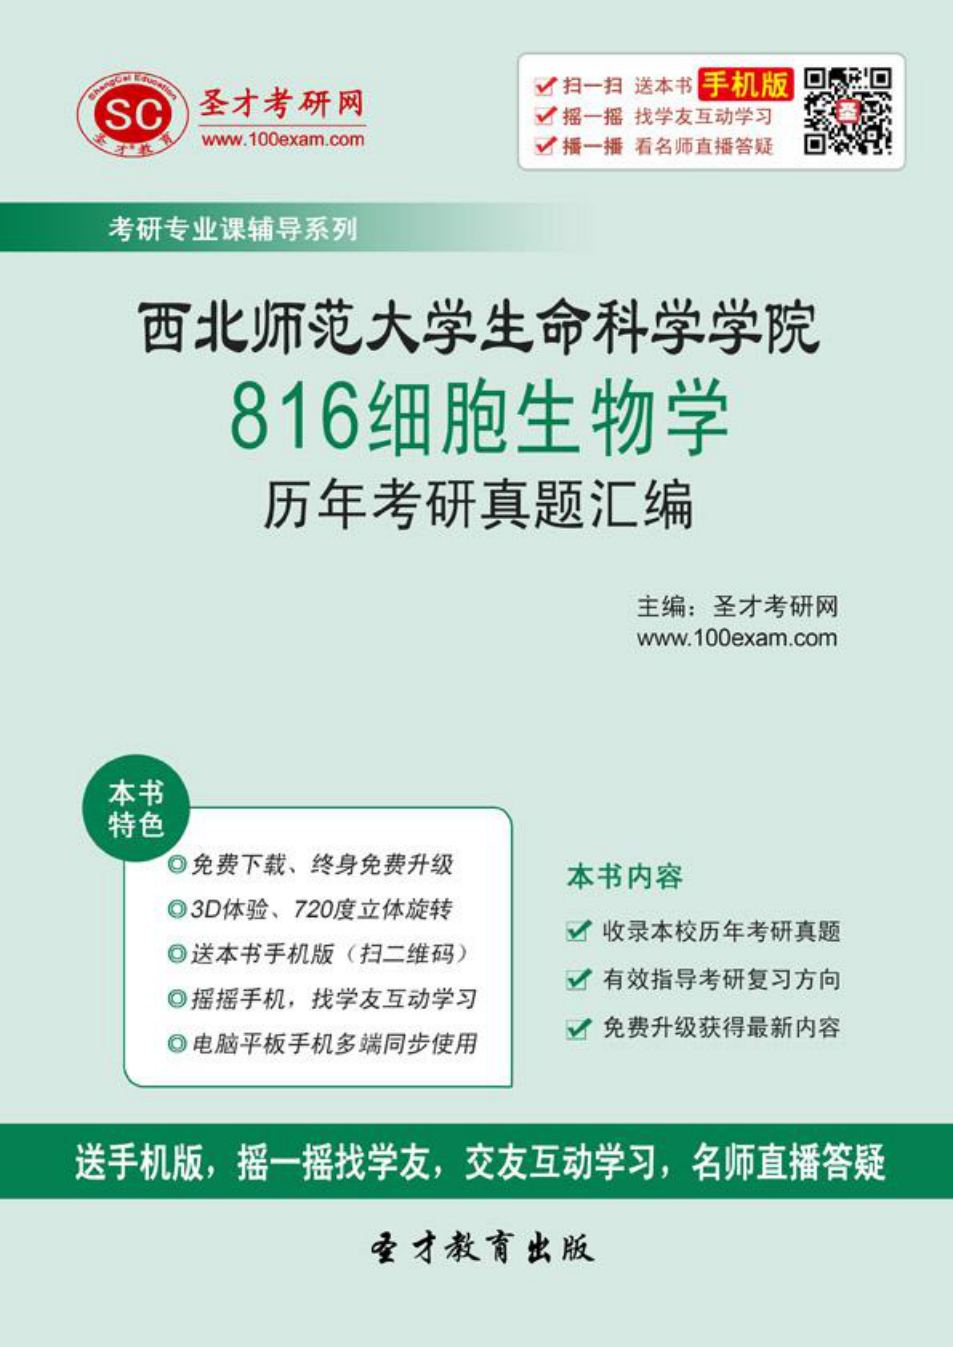 ShengCai Education
SC
圣才教育
圣才考研网
www.100exam.com
扫一扫 送本书 手机版
摇一摇 找学友互动学习
播一播 看名师直播答疑
圣
考研专业课辅导系列
西北师范大学生命科学学院
816细胞生物学
历年考研真题汇编
主编：圣才考研网
www.100exam.com
本书
特色
◎免费下载、终身免费升级
◎3D体验、720度立体旋转
◎送本书手机版（扫二维码）
◎摇摇手机，找学友互动学习
◎电脑平板手机多端同步使用
本书内容
收录本校历年考研真题
有效指导考研复习方向
免费升级获得最新内容
送手机版，摇一摇找学友，交友互动学习，名师直播答疑
圣才教育出版